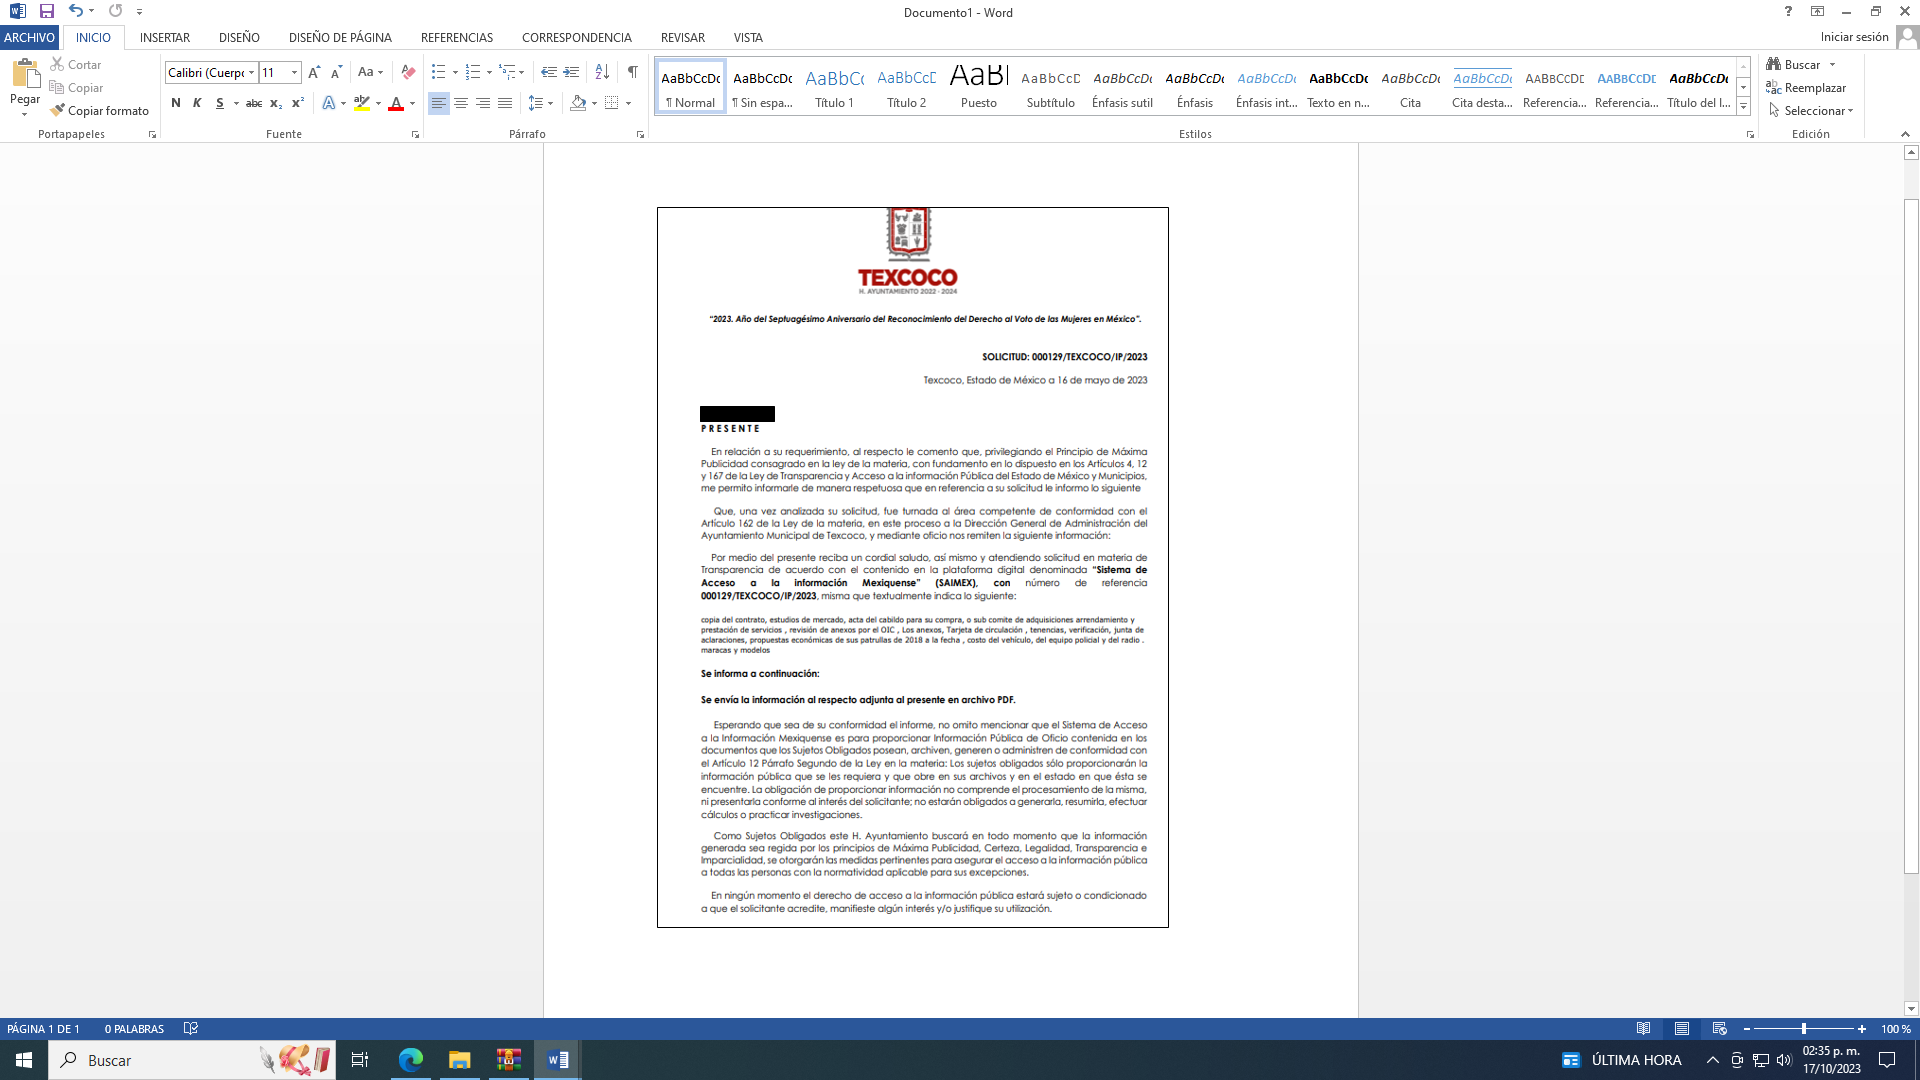 Documento1 - Word
ARCHIVO INICIO INSERTAR DISEÑO DISEÑO DE PÁGINA REFERENCIAS CORRESPONDENCIA REVISAR VISTA Iniciar sesión
Pegar
Cortar
Copiar
Copiar formato
Portapapeles
Calibri (Cuerpo 11
N K S abc x₂ x²
Fuente
Párrafo
AaBbCcDc AaBbCcDc AaBbCc AaBbCcD AaBl AaBbCcD AaBbCcDc AaBbCcDc AaBbCcDc AaBbCcDc AaBbCcDc AaBbCcDc AABBCCDD AABBCCDD AaBbCcDc
¶ Normal ¶ Sin espa... Título 1 Título 2 Puesto Subtítulo Énfasis sutil Énfasis Énfasis int... Texto en n... Cita Cita desta... Referencia... Referencia... Título del l...
Estilos
Buscar
Reemplazar
Seleccionar
Edición
TEXCOCO
H. AYUNTAMIENTO 2022 - 2024
"2023. Año del Septuagésimo Aniversario del Reconocimiento del Derecho al Voto de las Mujeres en México".
SOLICITUD: 000129/TEXCOCO/IP/2023
Texcoco, Estado de México a 16 de mayo de 2023
P R E S E N T E
En relación a su requerimiento, al respecto le comento que, privilegiando el Principio de Máxima
Publicidad consagrado en la ley de la materia, con fundamento en lo dispuesto en los Artículos 4, 12
y 167 de la Ley de Transparencia y Acceso a la información Pública del Estado de México y Municipios,
me permito informarle de manera respetuosa que en referencia a su solicitud le informo lo siguiente
Que, una vez analizada su solicitud, fue turnada al área competente de conformidad con el
Artículo 162 de la Ley de la materia, en este proceso a la Dirección General de Administración del
Ayuntamiento Municipal de Texcoco, y mediante oficio nos remiten la siguiente información:
Por medio del presente reciba un cordial saludo, así mismo y atendiendo solicitud en materia de
Transparencia de acuerdo con el contenido en la plataforma digital denominada "Sistema de
Acceso a la información Mexiquense" (SAIMEX), con número de referencia
000129/TEXCOCO/IP/2023, misma que textualmente indica lo siguiente:
copia del contrato, estudios de mercado, acta del cabildo para su compra, o sub comite de adquisiciones arrendamiento y
prestación de servicios , revisión de anexos por el OIC , Los anexos, Tarjeta de circulación , tenencias, verificación, junta de
aclaraciones, propuestas económicas de sus patrullas de 2018 a la fecha , costo del vehículo, del equipo policial y del radio .
maracas y modelos
Se informa a continuación:
Se envía la información al respecto adjunta al presente en archivo PDF.
Esperando que sea de su conformidad el informe, no omito mencionar que el Sistema de Acceso
a la Información Mexiquense es para proporcionar Información Pública de Oficio contenida en los
documentos que los Sujetos Obligados posean, archiven, generen o administren de conformidad con
el Artículo 12 Párrafo Segundo de la Ley en la materia: Los sujetos obligados sólo proporcionarán la
información pública que se les requiera y que obre en sus archivos y en el estado en que ésta se
encuentre. La obligación de proporcionar información no comprende el procesamiento de la misma,
ni presentarla conforme al interés del solicitante; no estarán obligados a generarla, resumirla, efectuar
cálculos o practicar investigaciones.
Como Sujetos Obligados este H. Ayuntamiento buscará en todo momento que la información
generada sea regida por los principios de Máxima Publicidad, Certeza, Legalidad, Transparencia e
Imparcialidad, se otorgarán las medidas pertinentes para asegurar el acceso a la información pública
a todas las personas con la normatividad aplicable para sus excepciones.
En ningún momento el derecho de acceso a la información pública estará sujeto o condicionado
a que el solicitante acredite, manifieste algún interés y/o justifique su utilización.
PÁGINA 1 DE 1 0 PALABRAS 100 %
Buscar
ÚLTIMA HORA
02:35 p. m.
17/10/2023